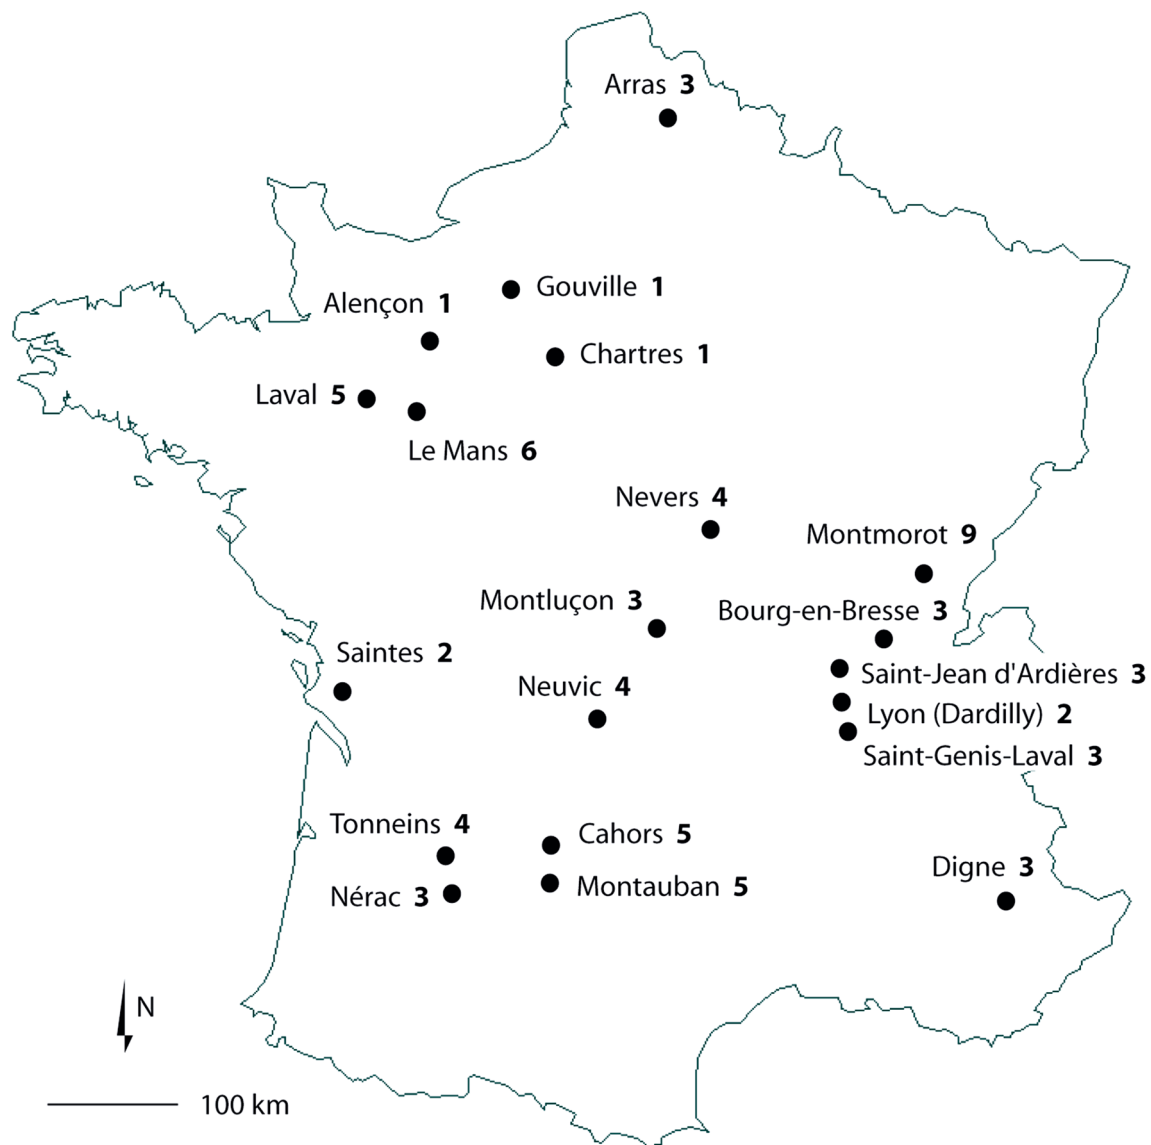 Arras 3
Gouville 1
Alençon 1
Chartres 1
Laval 5
Le Mans 6
Nevers 4
Montmorot 9
Montluçon 3
Bourg-en-Bresse 3
Saintes 2
Saint-Jean d'Ardières 3
Neuvic 4
Lyon (Dardilly) 2
Saint-Genis-Laval 3
Tonneins 4
Cahors 5
Digne 3
Montauban 5
Nérac 3
N
100 km